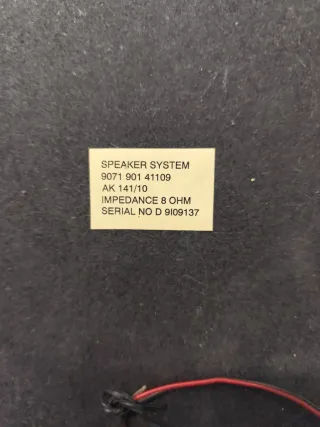 SPEAKER SYSTEM
9071 901 41109
AK 141/10
IMPEDANCE 8 OHM
SERIAL NO D 9I09137